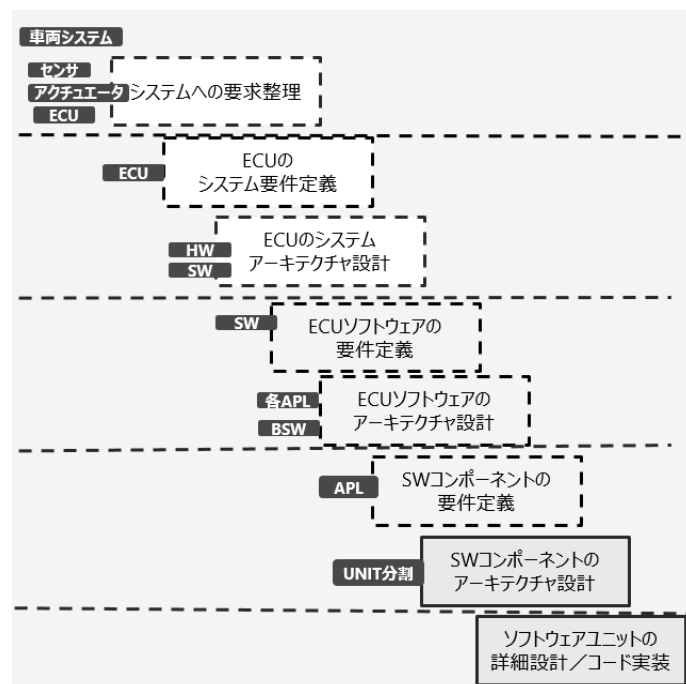 車両システム
センサ
アクチュエータ
ECU
システムへの要求整理
ECU
ECUの
システム要件定義
HW
SW
ECUのシステム
アーキテクチャ設計
SW
ECUソフトウェアの
要件定義
各APL
BSW
ECUソフトウェアの
アーキテクチャ設計
APL
SWコンポーネントの
要件定義
UNIT分割
SWコンポーネントの
アーキテクチャ設計
ソフトウェアユニットの
詳細設計／コード実装